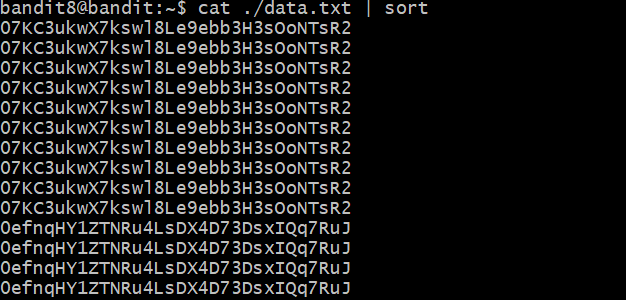 bandit8@bandit:~$ cat ./data.txt | sort
07KC3ukwX7kswl8Le9ebb3H3sOoNTsR2
07KC3ukwX7kswl8Le9ebb3H3sOoNTsR2
07KC3ukwX7kswl8Le9ebb3H3sOoNTsR2
07KC3ukwX7kswl8Le9ebb3H3sOoNTsR2
07KC3ukwX7kswl8Le9ebb3H3sOoNTsR2
07KC3ukwX7kswl8Le9ebb3H3sOoNTsR2
07KC3ukwX7kswl8Le9ebb3H3sOoNTsR2
07KC3ukwX7kswl8Le9ebb3H3sOoNTsR2
07KC3ukwX7kswl8Le9ebb3H3sOoNTsR2
07KC3ukwX7kswl8Le9ebb3H3sOoNTsR2
0efnqHY1ZTNRu4LsDX4D73DsxIQq7RuJ
0efnqHY1ZTNRu4LsDX4D73DsxIQq7RuJ
0efnqHY1ZTNRu4LsDX4D73DsxIQq7RuJ
0efnqHY1ZTNRu4LsDX4D73DsxIQq7RuJ